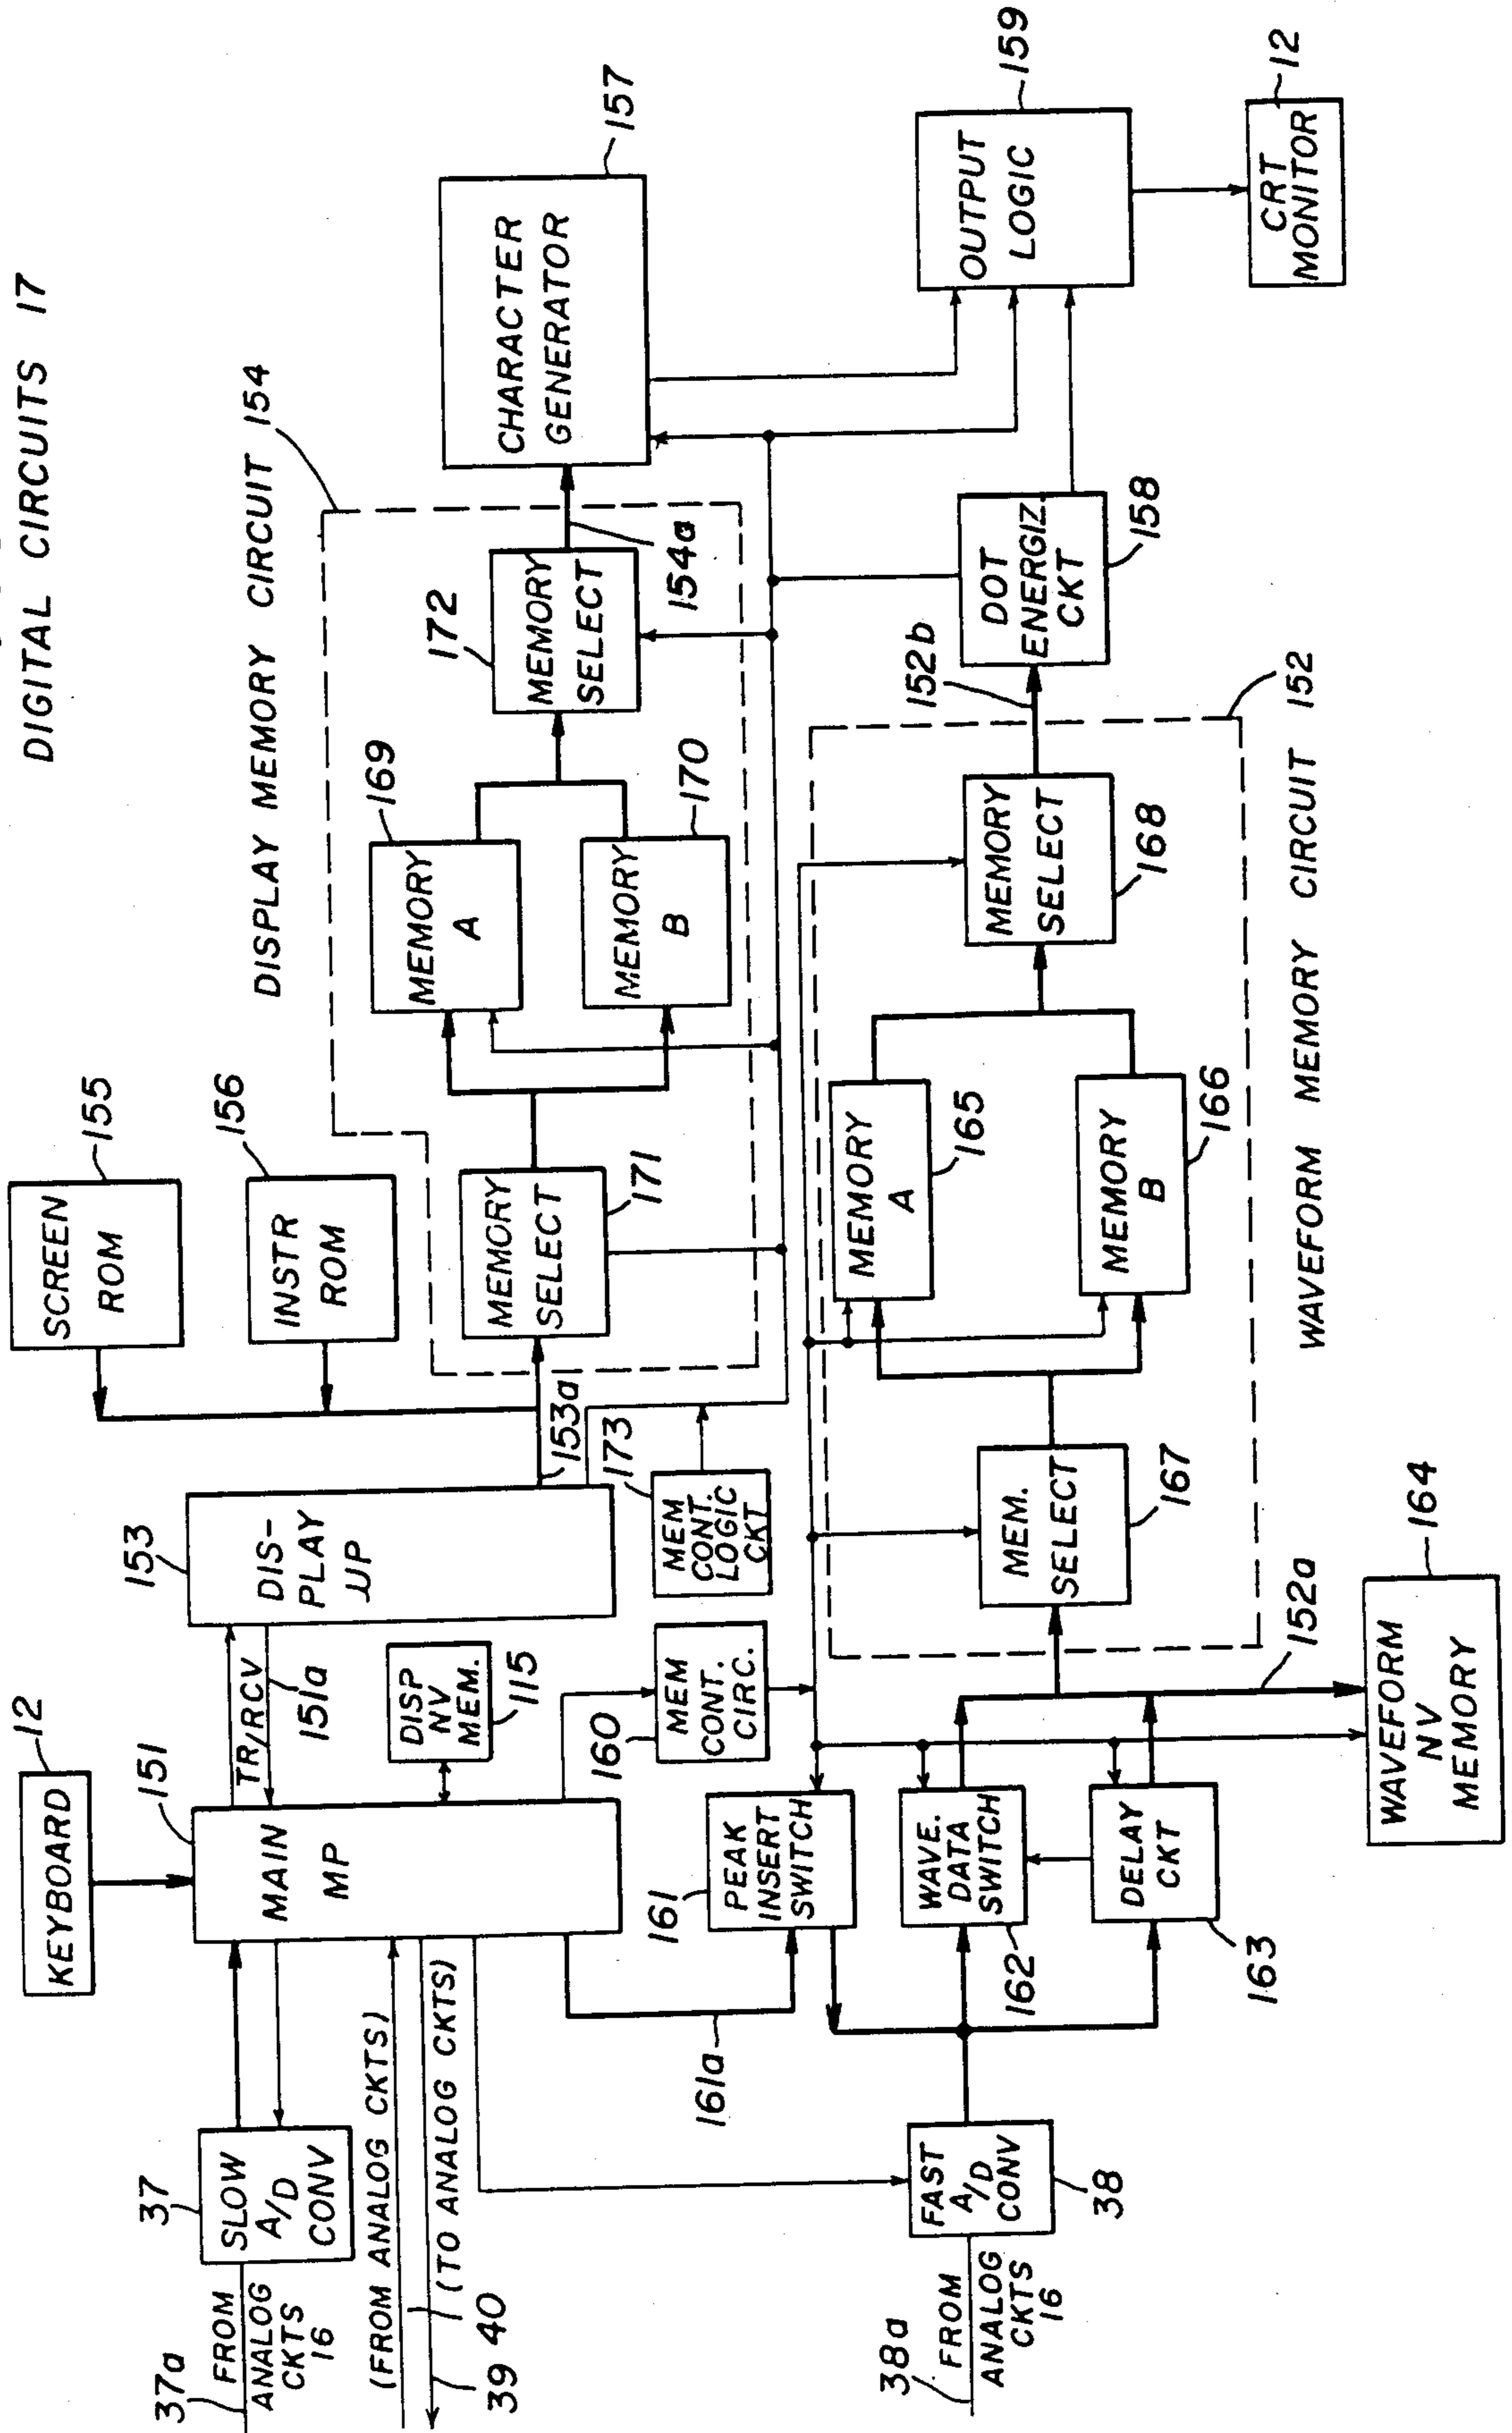 DIGITAL CIRCUITS 17
DISPLAY MEMORY CIRCUIT 154
KEYBOARD
12
SCREEN
ROM
155
INSTR
ROM
156
37
SLOW
A/D
CONV
37a
FROM
ANALOG
CKTS
16
151
MAIN
MP
TR/RCV
151a
153
DIS-
PLAY
μP
153a
DISP
NV
MEM.
115
(FROM ANALOG CKTS)
40
(TO ANALOG CKTS)
39
MEMORY
SELECT
171
MEMORY
A
169
MEMORY
B
170
172
MEMORY
SELECT
154a
CHARACTER
GENERATOR
157
160
MEM
CONT.
CIRC.
173
MEM
CONT.
LOGIC
CKT
161a
161
PEAK
INSERT
SWITCH
38a
FROM
ANALOG
CKTS
16
FAST
A/D
CONV
38
WAVE.
DATA
SWITCH
162
DELAY
CKT
163
MEM.
SELECT
167
MEMORY
A
165
MEMORY
B
166
MEMORY
SELECT
168
152b
DOT
ENERGIZ
CKT
158
OUTPUT
LOGIC
159
CRT
MONITOR
12
152a
WAVEFORM
NV
MEMORY
164
152
WAVEFORM MEMORY CIRCUIT 152